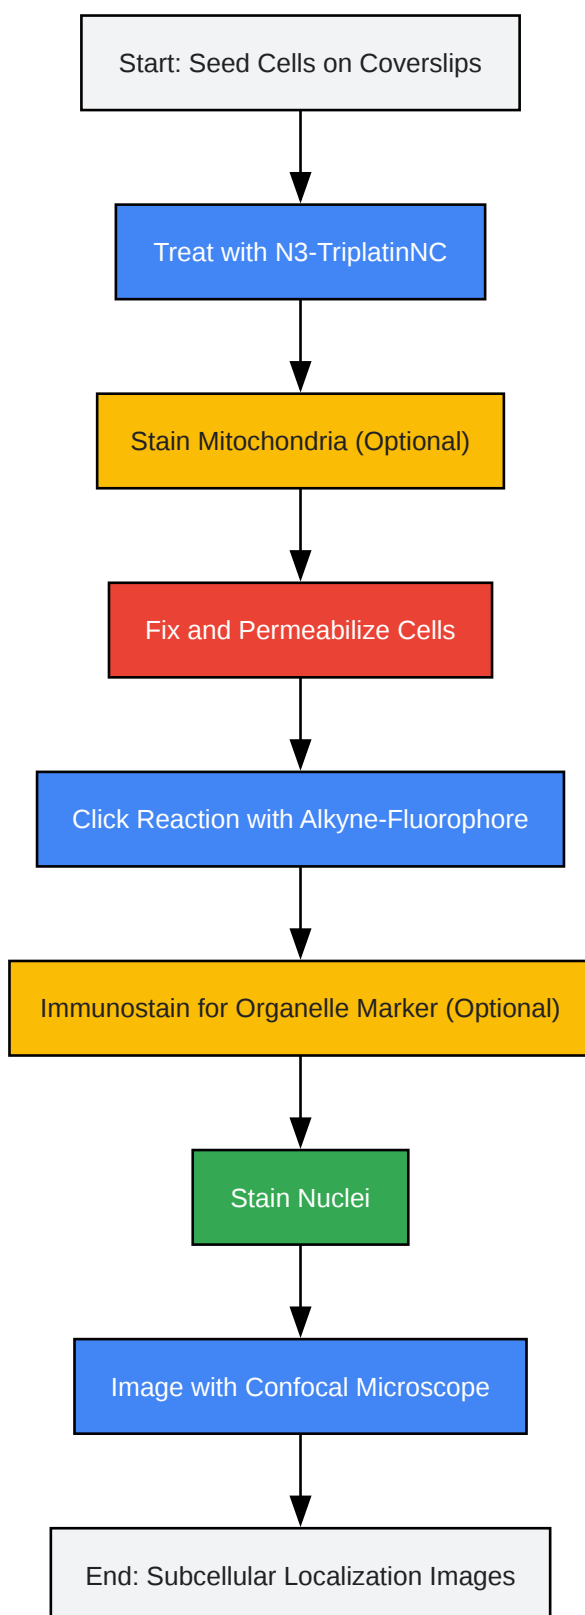 Start: Seed Cells on Coverslips
Treat with N3-TriplatinNC
Stain Mitochondria (Optional)
Fix and Permeabilize Cells
Click Reaction with Alkyne-Fluorophore
Immunostain for Organelle Marker (Optional)
Stain Nuclei
Image with Confocal Microscope
End: Subcellular Localization Images